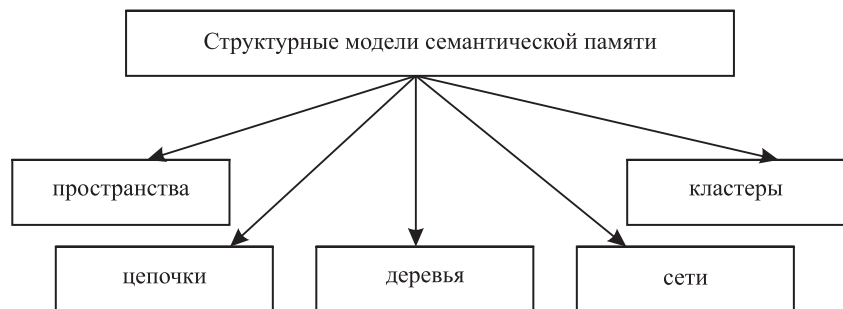 Структурные модели семантической памяти
пространства
кластеры
цепочки
деревья
сети